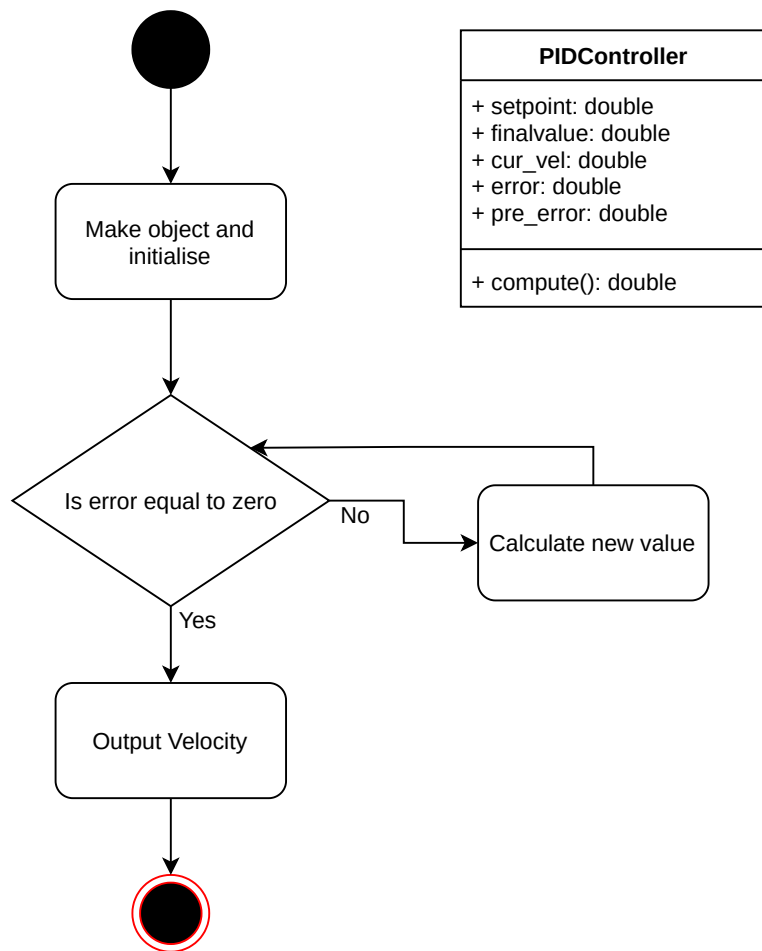 PIDController
+ setpoint: double
+ finalvalue: double
+ cur_vel: double
+ error: double
+ pre_error: double
+ compute(): double
Make object and
initialise
Is error equal to zero
No
Calculate new value
Yes
Output Velocity